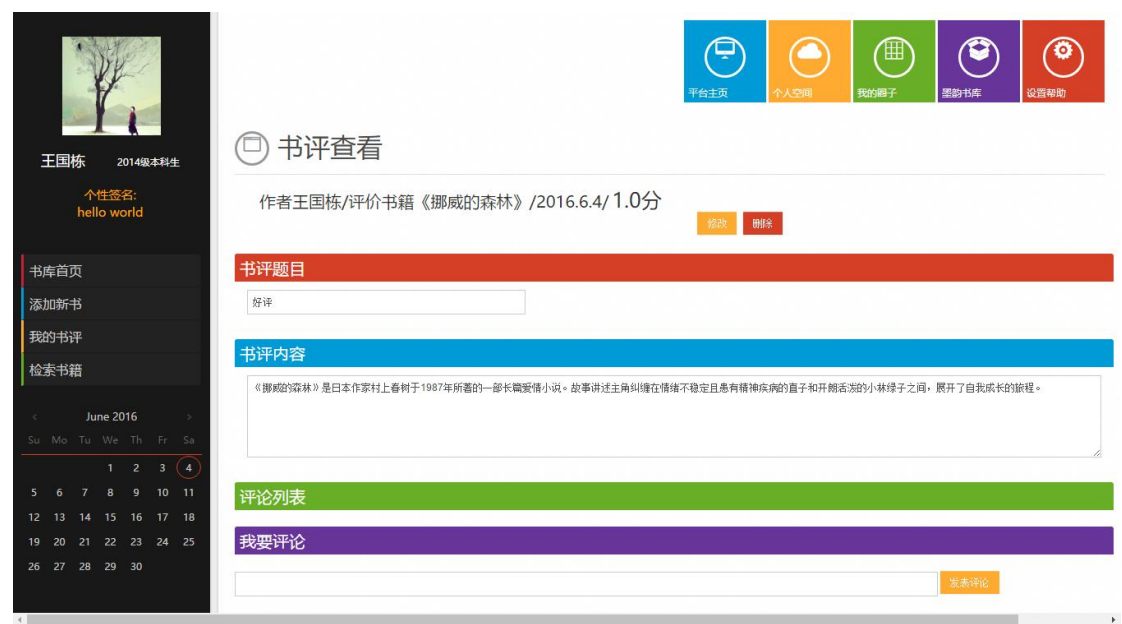 平台主页 个人空间 我的圈子 墨韵书库 设置帮助
王国栋 2014级本科生
个性签名:
hello world
书库首页
添加新书
我的书评
检索书籍
< June 2016 >
Su Mo Tu We Th Fr Sa
1 2 3 4
5 6 7 8 9 10 11
12 13 14 15 16 17 18
19 20 21 22 23 24 25
26 27 28 29 30
书评查看
作者王国栋/评价书籍《挪威的森林》/2016.6.4/ 1.0分
修改 删除
书评题目
好评
书评内容
《挪威的森林》是日本作家村上春树于1987年所著的一部长篇爱情小说。故事讲述主角纠缠在情绪不稳定且患有精神疾病的直子和开朗活泼的小林绿子之间，展开了自我成长的旅程。
评论列表
我要评论
发表评论